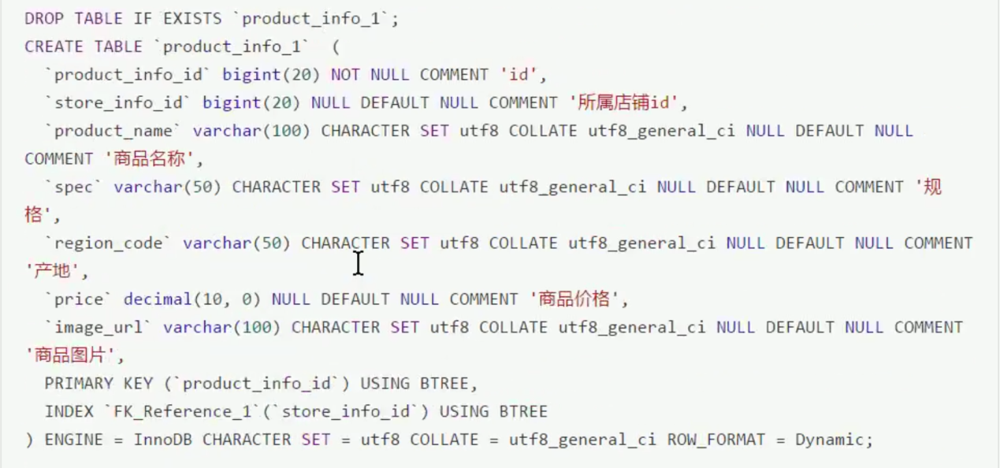 DROP TABLE IF EXISTS `product_info_1`;
CREATE TABLE `product_info_1`  (
  `product_info_id` bigint(20) NOT NULL COMMENT 'id',
  `store_info_id` bigint(20) NULL DEFAULT NULL COMMENT '所属店铺id',
  `product_name` varchar(100) CHARACTER SET utf8 COLLATE utf8_general_ci NULL DEFAULT NULL
COMMENT '商品名称',
  `spec` varchar(50) CHARACTER SET utf8 COLLATE utf8_general_ci NULL DEFAULT NULL COMMENT '规
格',
  `region_code` varchar(50) CHARACTER SET utf8 COLLATE utf8_general_ci NULL DEFAULT NULL COMMENT
'产地',
  `price` decimal(10, 0) NULL DEFAULT NULL COMMENT '商品价格',
  `image_url` varchar(100) CHARACTER SET utf8 COLLATE utf8_general_ci NULL DEFAULT NULL COMMENT
'商品图片',
  PRIMARY KEY (`product_info_id`) USING BTREE,
  INDEX `FK_Reference_1`(`store_info_id`) USING BTREE
) ENGINE = InnoDB CHARACTER SET = utf8 COLLATE = utf8_general_ci ROW_FORMAT = Dynamic;